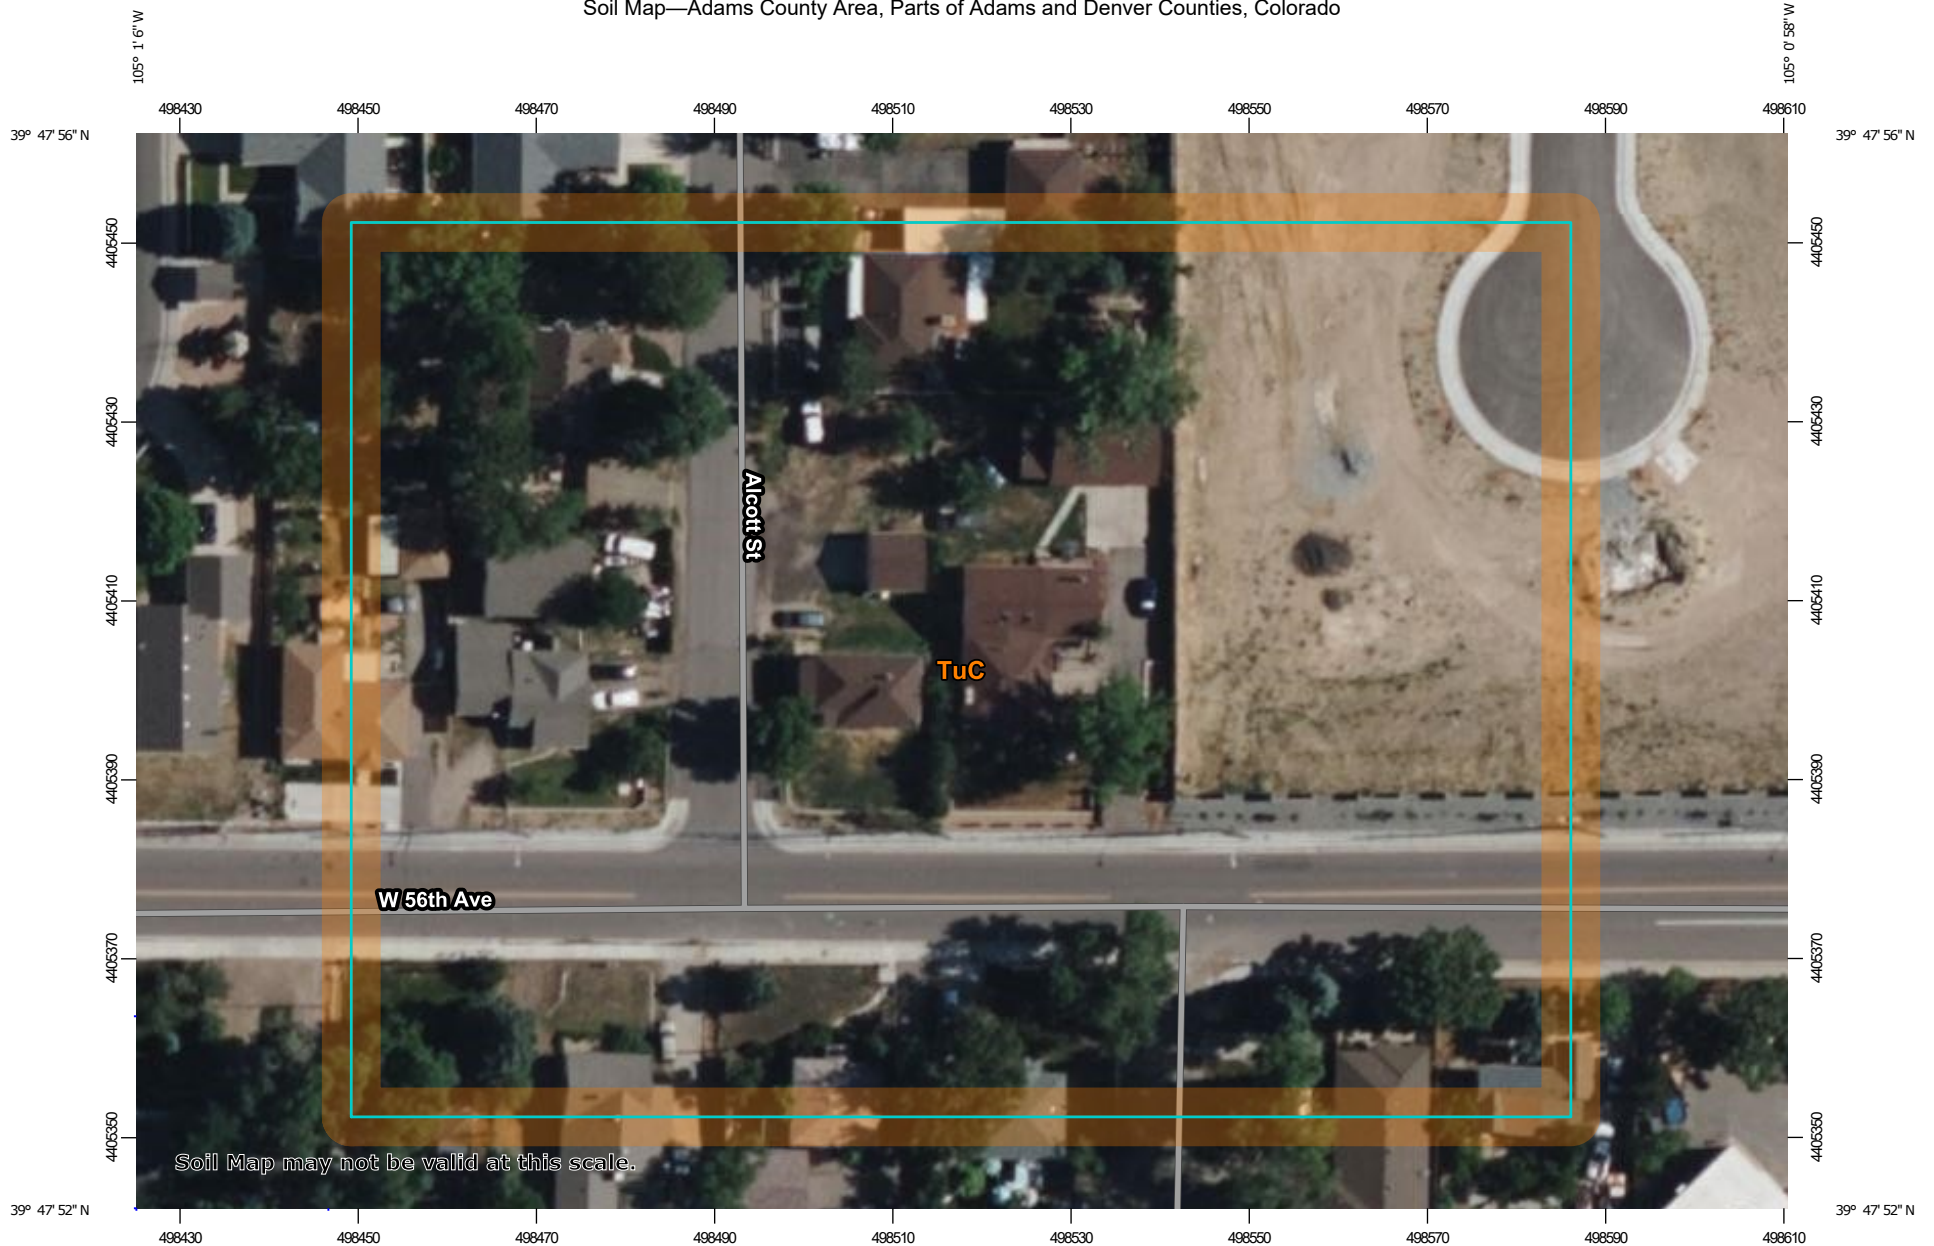 Soil Map—Adams County Area, Parts of Adams and Denver Counties, Colorado
105° 1' 6'' W
105° 0' 58'' W
498430 498450 498470 498490 498510 498530 498550 498570 498590 498610
39° 47' 56'' N
39° 47' 56'' N
4405450
4405450
4405430
4405430
Alcott St
4405410
4405410
TuC
4405390
4405390
W 56th Ave
4405370
4405370
4405350
4405350
Soil Map may not be valid at this scale.
39° 47' 52'' N
39° 47' 52'' N
498430 498450 498470 498490 498510 498530 498550 498570 498590 498610